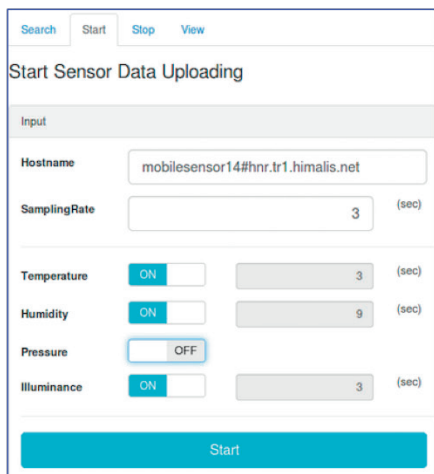 Search Start Stop View
Start Sensor Data Uploading
Input
Hostname mobilesensor14#hnr.tr1.himalis.net
SamplingRate 3 (sec)
Temperature ON 3 (sec)
Humidity ON 9 (sec)
Pressure OFF
Illuminance ON 3 (sec)
Start